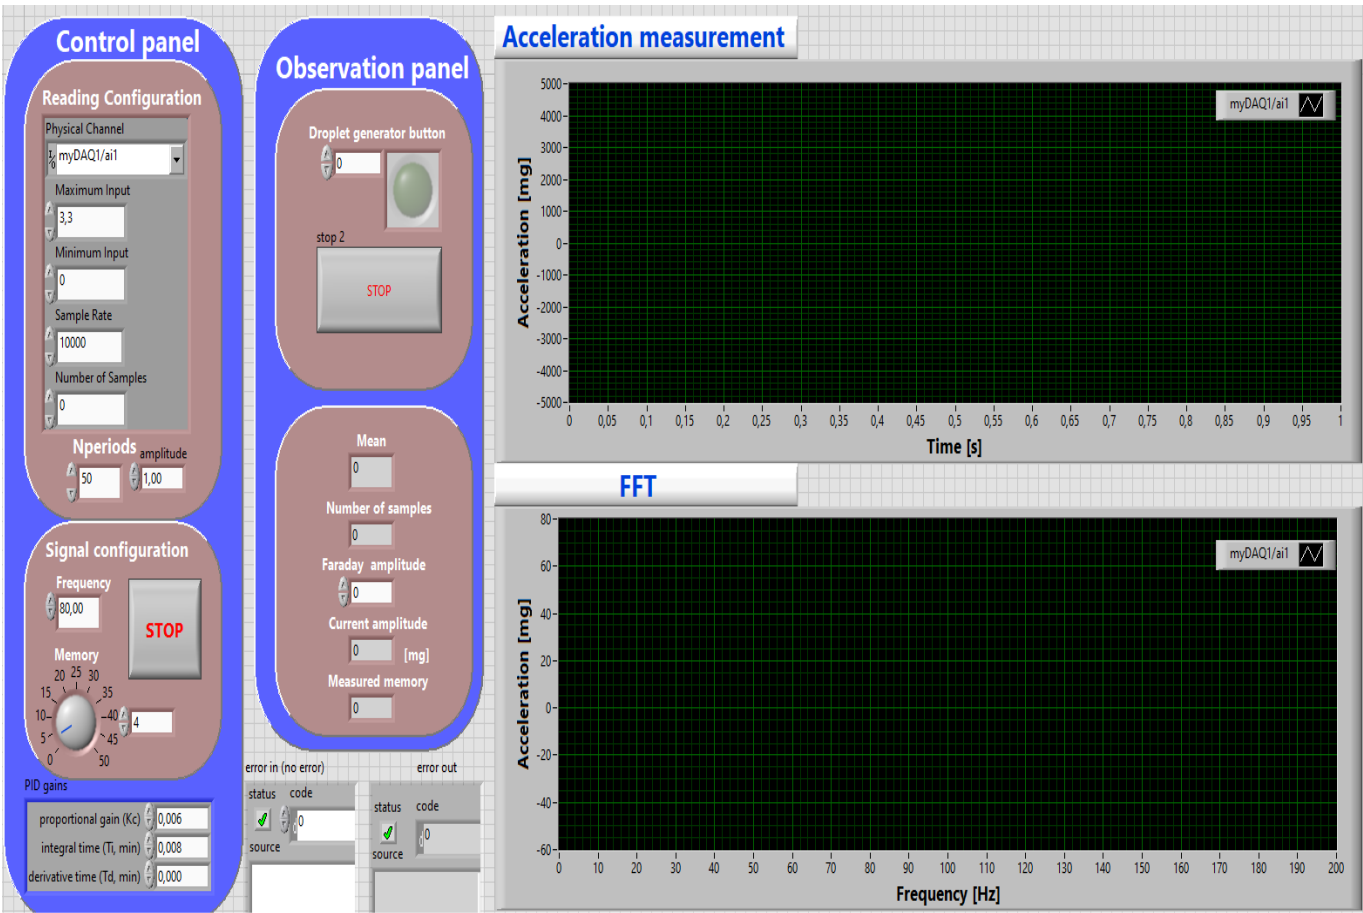 Control panel
Reading Configuration
Physical Channel
I/O myDAQ1/ai1
Maximum Input
3,3
Minimum Input
0
Sample Rate
10000
Number of Samples
0
Nperiods amplitude
50 1,00
Signal configuration
Frequency
80,00
STOP
Memory
0 5 10 15 20 25 30 35 40 45 50
4
PID gains
proportional gain (Kc) 0,006
integral time (Ti, min) 0,008
derivative time (Td, min) 0,000
Observation panel
Droplet generator button
0
stop 2
STOP
Mean
0
Number of samples
0
Faraday amplitude
0
Current amplitude
0 [mg]
Measured memory
0
error in (no error)
status code
0
source
error out
status code
0
source
Acceleration measurement
myDAQ1/ai1
Acceleration [mg]
5000
4000
3000
2000
1000
0
-1000
-2000
-3000
-4000
-5000
0 0,05 0,1 0,15 0,2 0,25 0,3 0,35 0,4 0,45 0,5 0,55 0,6 0,65 0,7 0,75 0,8 0,85 0,9 0,95 1
Time [s]
FFT
myDAQ1/ai1
Acceleration [mg]
80
60
40
20
0
-20
-40
-60
0 10 20 30 40 50 60 70 80 90 100 110 120 130 140 150 160 170 180 190 200
Frequency [Hz]